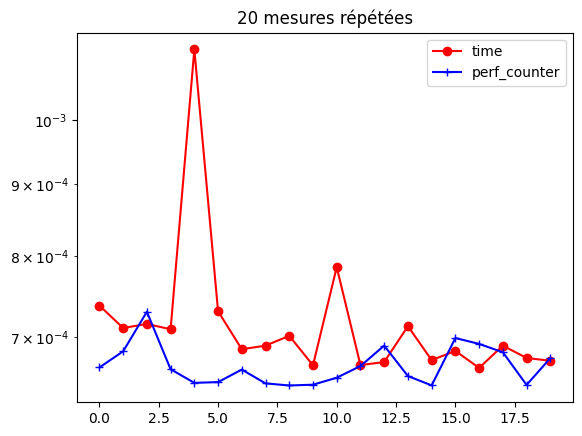 20 mesures répétées
time
perf_counter
10⁻³
9 × 10⁻⁴
8 × 10⁻⁴
7 × 10⁻⁴
0.0 2.5 5.0 7.5 10.0 12.5 15.0 17.5